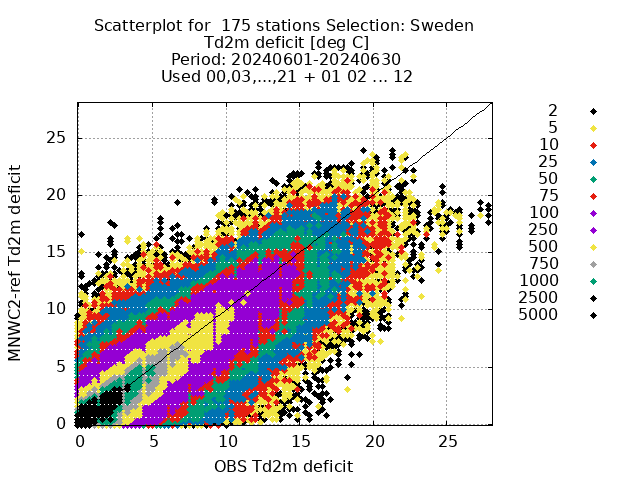 Scatterplot for  175 stations Selection: Sweden
Td2m deficit [deg C]
Period: 20240601-20240630
Used 00,03,...,21 + 01 02 ... 12
2
5
10
25
50
75
100
250
500
750
1000
2500
5000
MNWC2-ref Td2m deficit
25
20
15
10
5
0
0 5 10 15 20 25
OBS Td2m deficit